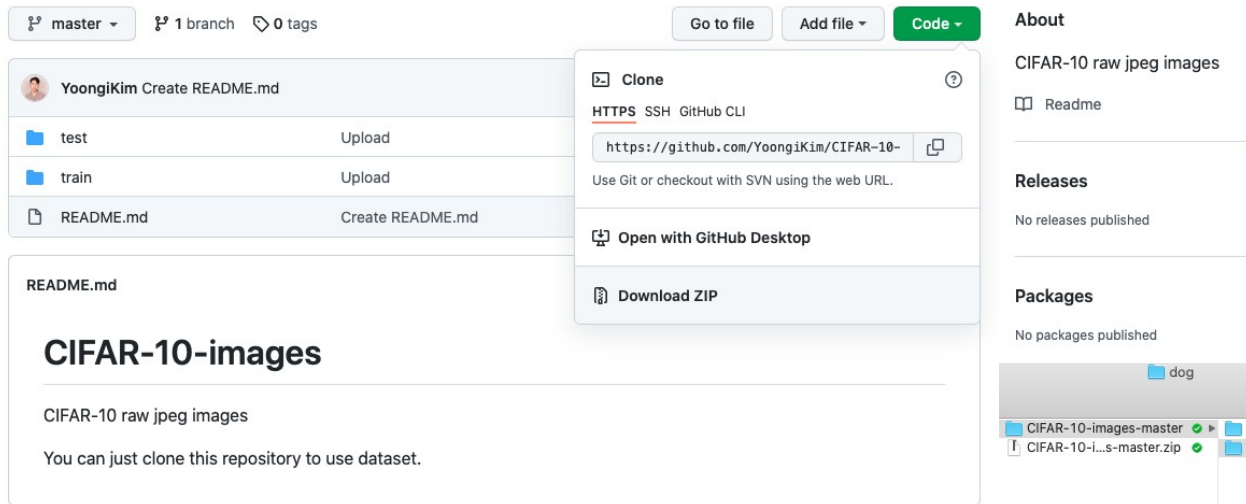 master 1 branch 0 tags Go to file Add file Code
YoongiKim Create README.md
test Upload
train Upload
README.md Create README.md
Clone
HTTPS SSH GitHub CLI
https://github.com/YoongiKim/CIFAR-10-
Use Git or checkout with SVN using the web URL.
Open with GitHub Desktop
Download ZIP
README.md
CIFAR-10-images
CIFAR-10 raw jpeg images
You can just clone this repository to use dataset.
About
CIFAR-10 raw jpeg images
Readme
Releases
No releases published
Packages
No packages published
dog
CIFAR-10-images-master
CIFAR-10-i...s-master.zip